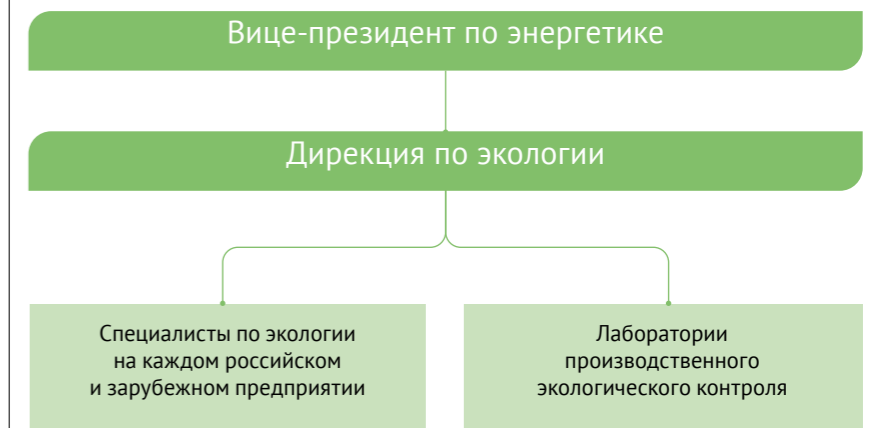 Вице-президент по энергетике
Дирекция по экологии
Специалисты по экологии
на каждом российском
и зарубежном предприятии
Лаборатории
производственного
экологического контроля